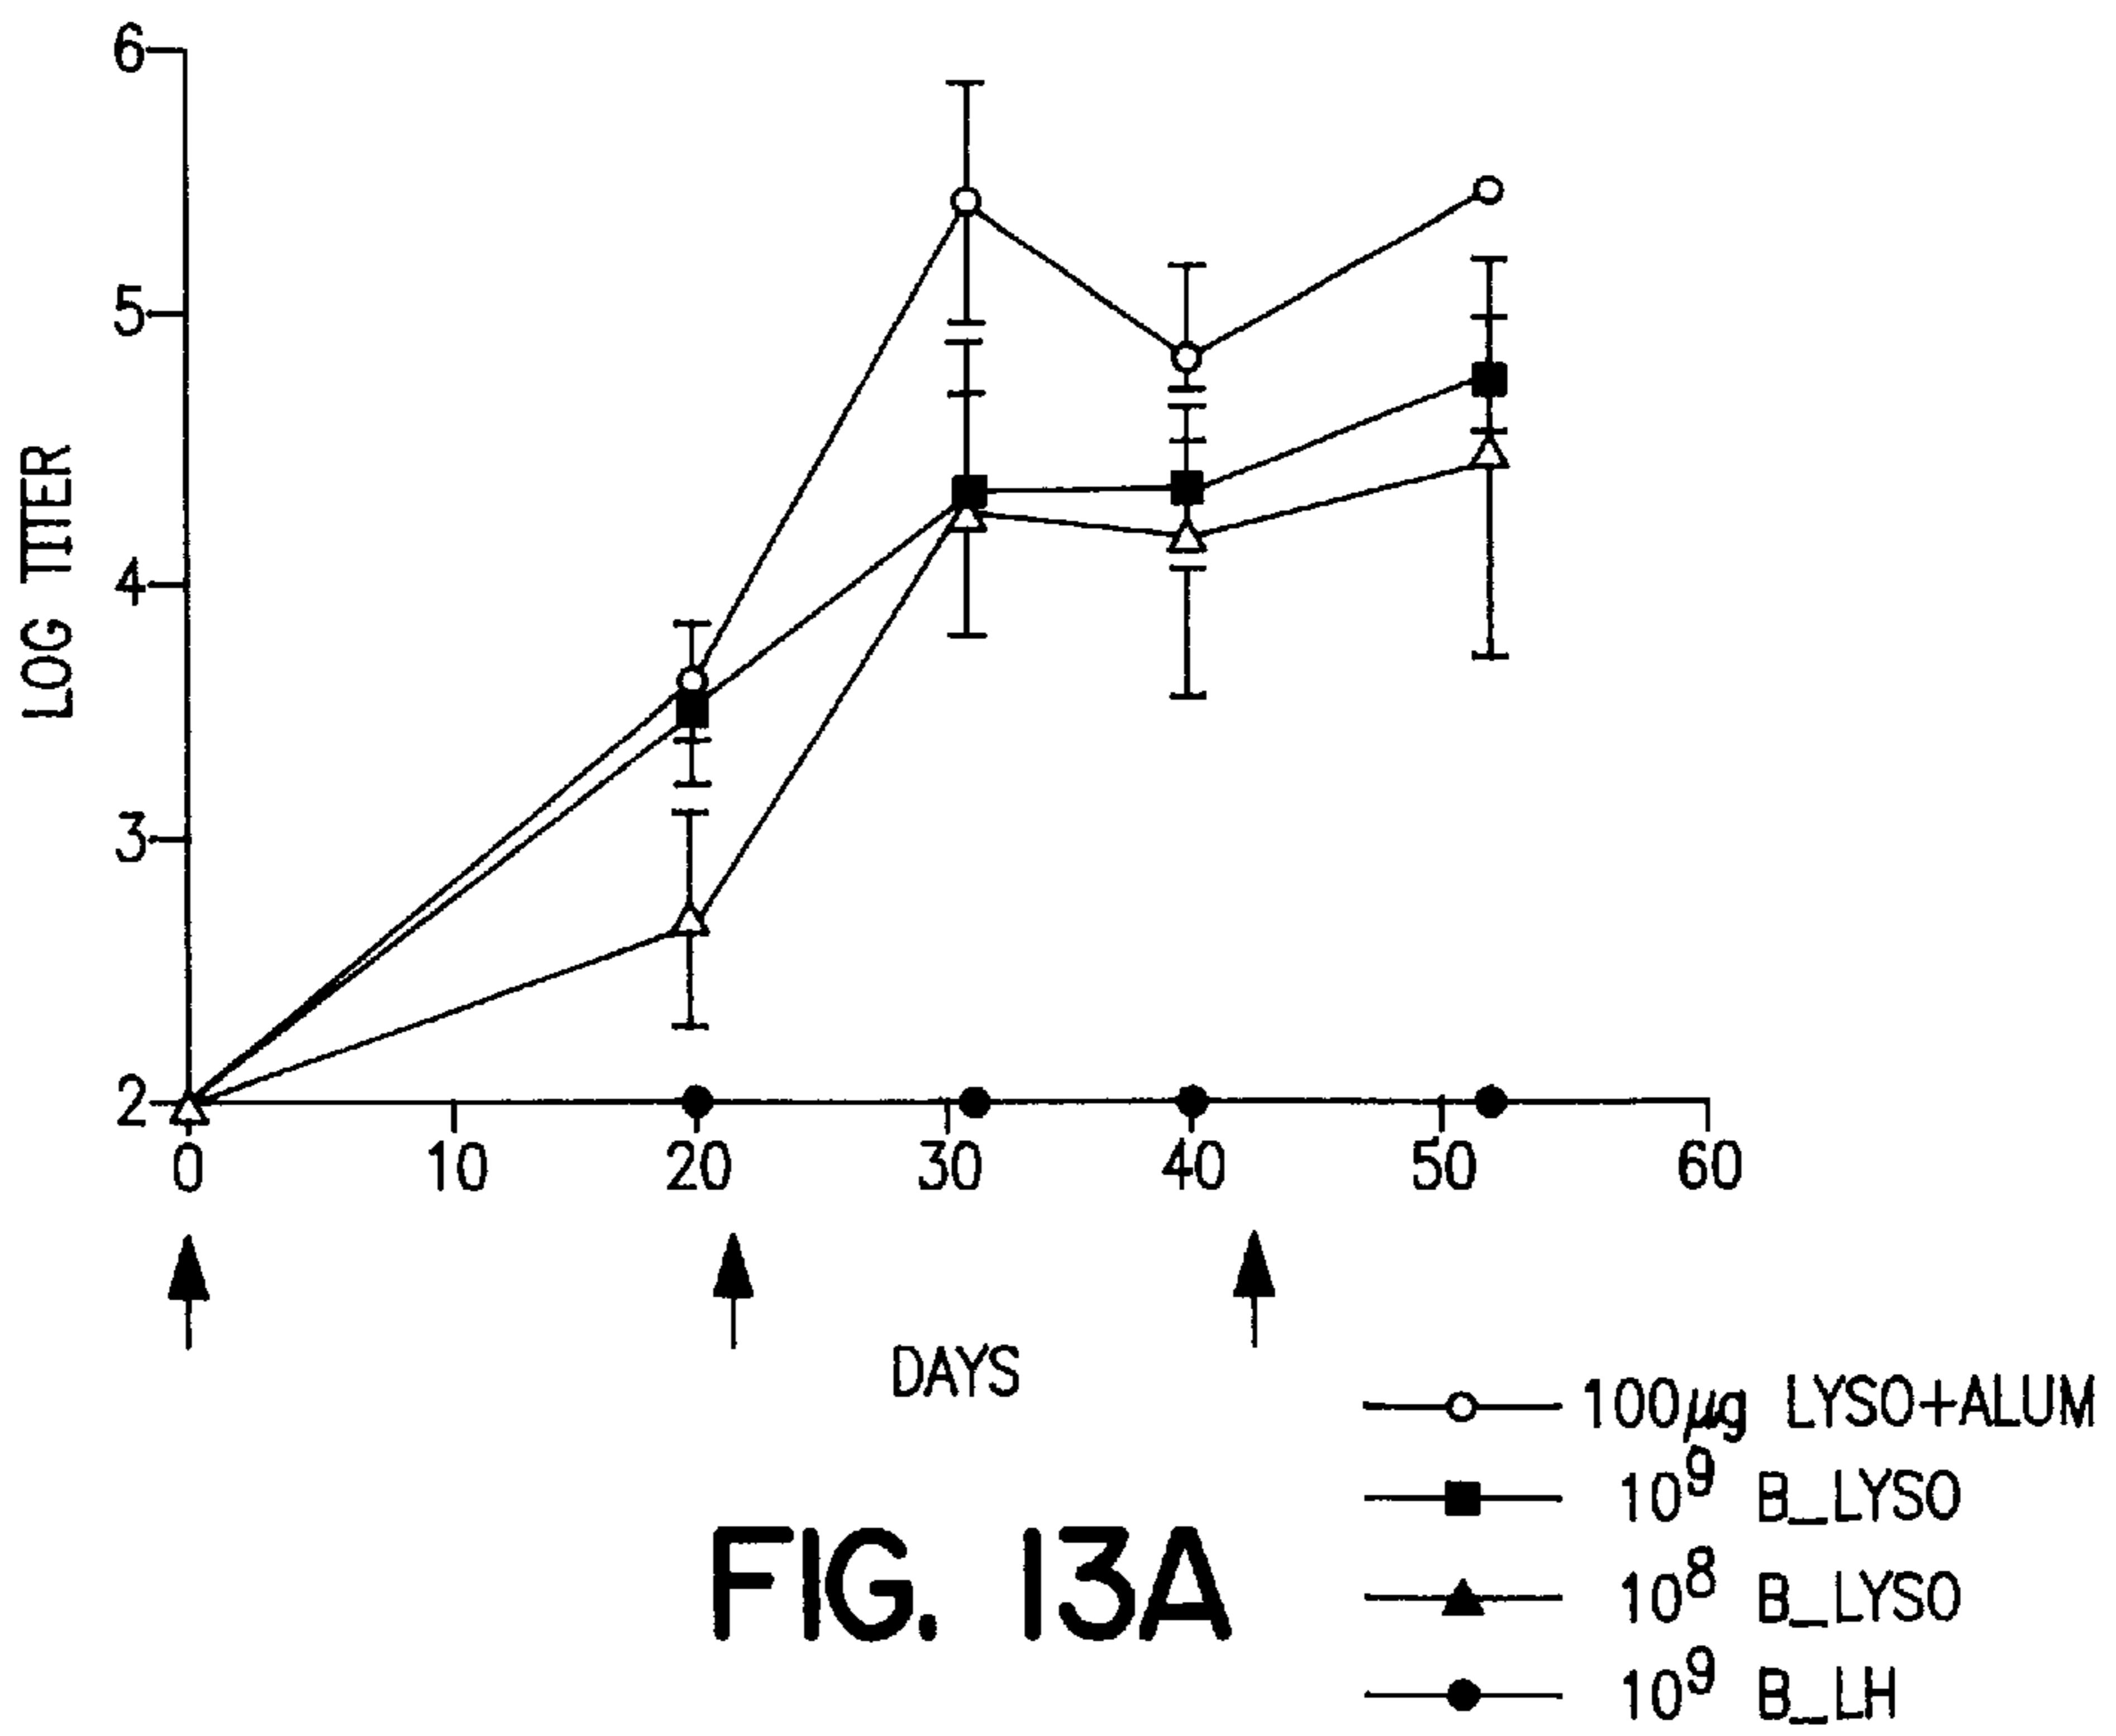 6
5
4
3
2
LOG TITER
0 10 20 30 40 50 60
DAYS
100µg LYSO+ALUM
10⁹ B_LYSO
10⁸ B_LYSO
10⁹ B_LH
FIG. 13A